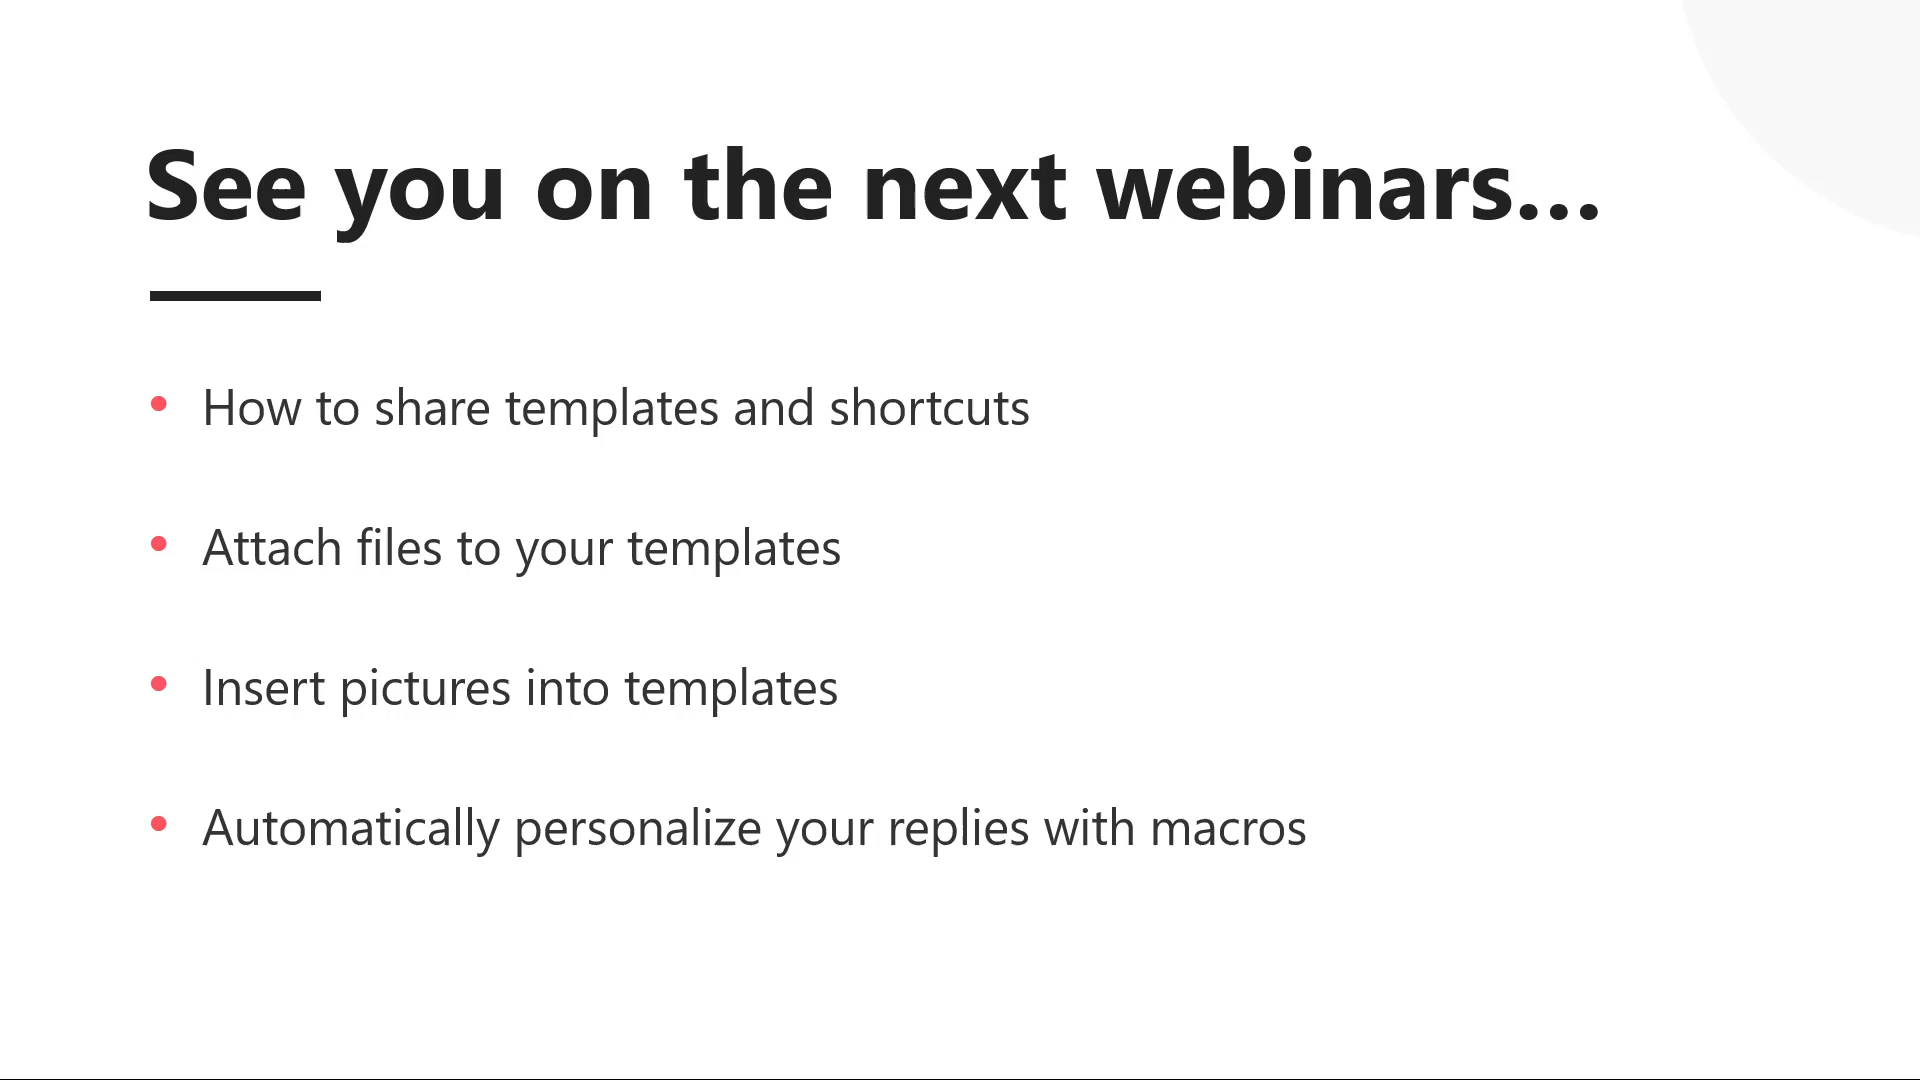 See you on the next webinars...
• How to share templates and shortcuts
• Attach files to your templates
• Insert pictures into templates
• Automatically personalize your replies with macros